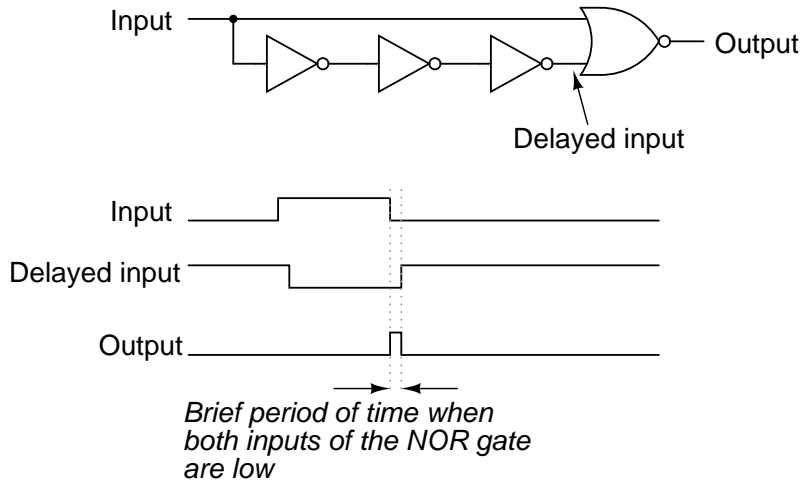 Input
Output
Delayed input
Input
Delayed input
Output
Brief period of time when
both inputs of the NOR gate
are low